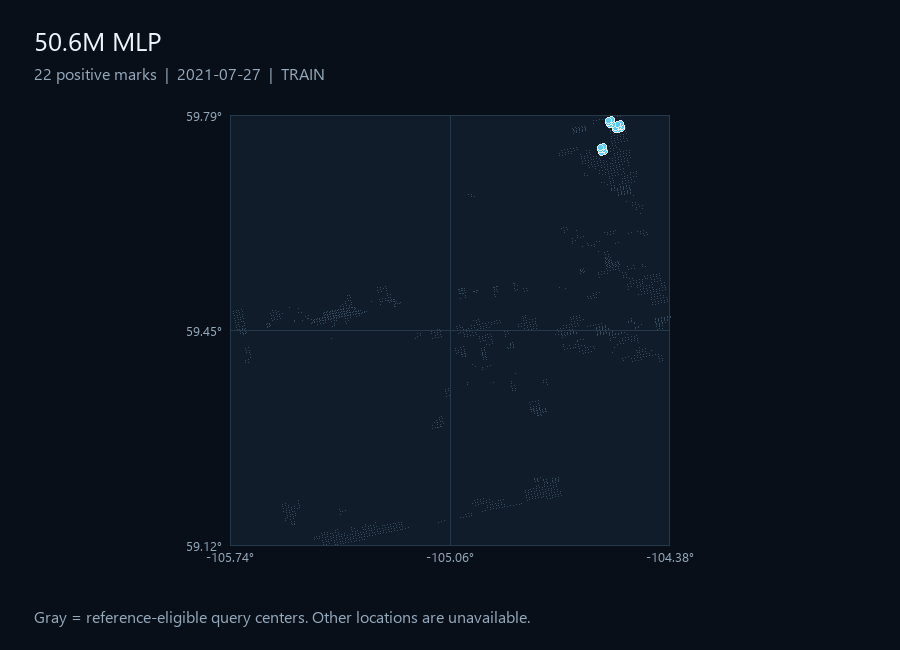 50.6M MLP
22 positive marks | 2021-07-27 | TRAIN
59.79°
59.45°
59.12°
-105.74° -105.06° -104.38°
Gray = reference-eligible query centers. Other locations are unavailable.